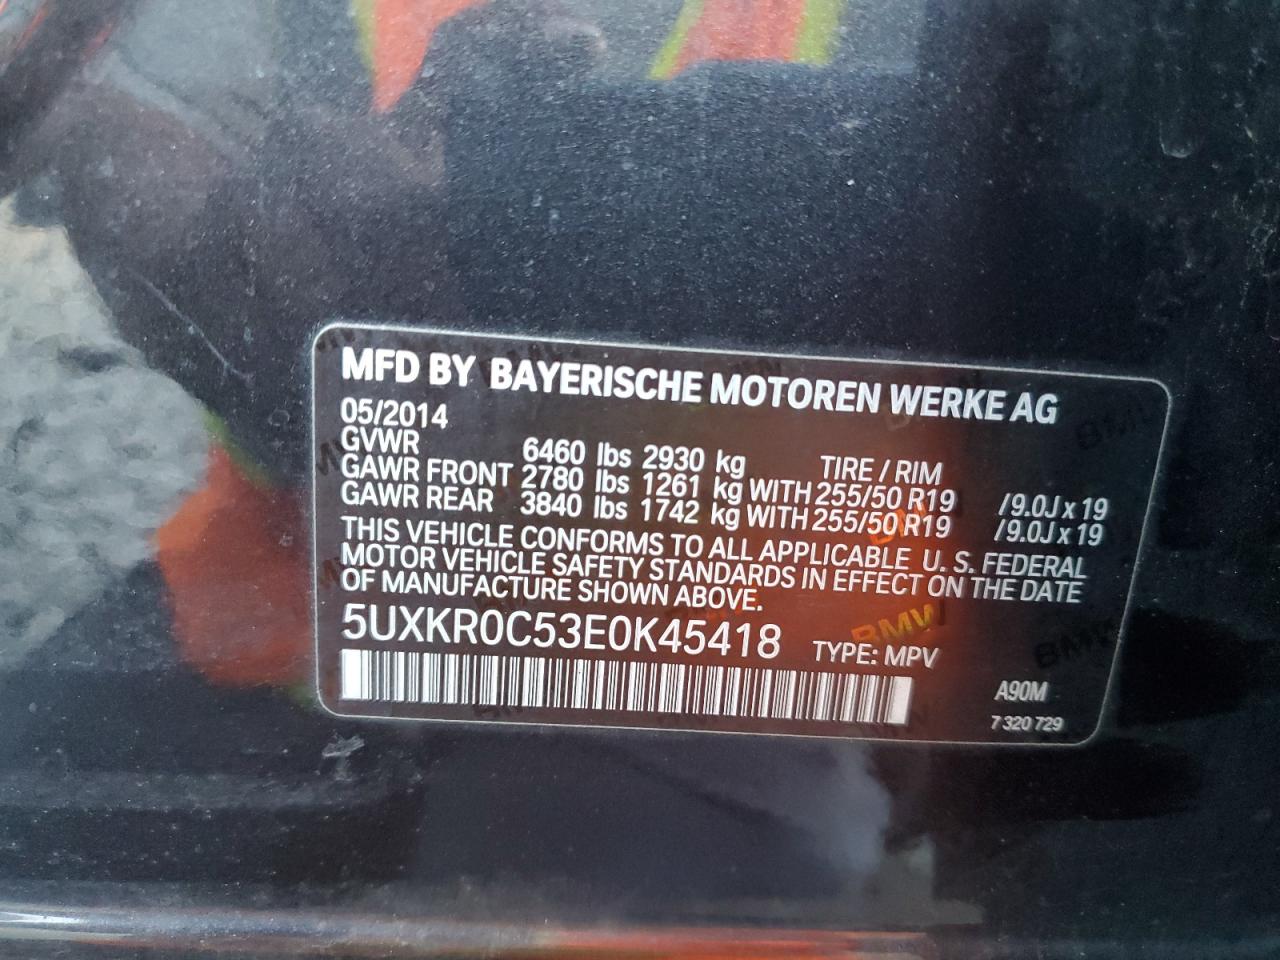 MFD BY BAYERISCHE MOTOREN WERKE AG
05/2014
GVWR 6460 lbs 2930 kg TIRE / RIM
GAWR FRONT 2780 lbs 1261 kg WITH 255/50 R19 /9.0J x 19
GAWR REAR 3840 lbs 1742 kg WITH 255/50 R19 /9.0J x 19
THIS VEHICLE CONFORMS TO ALL APPLICABLE U. S. FEDERAL
MOTOR VEHICLE SAFETY STANDARDS IN EFFECT ON THE DATE
OF MANUFACTURE SHOWN ABOVE.
5UXKR0C53E0K45418 TYPE: MPV
A90M
7 320 729
BMW